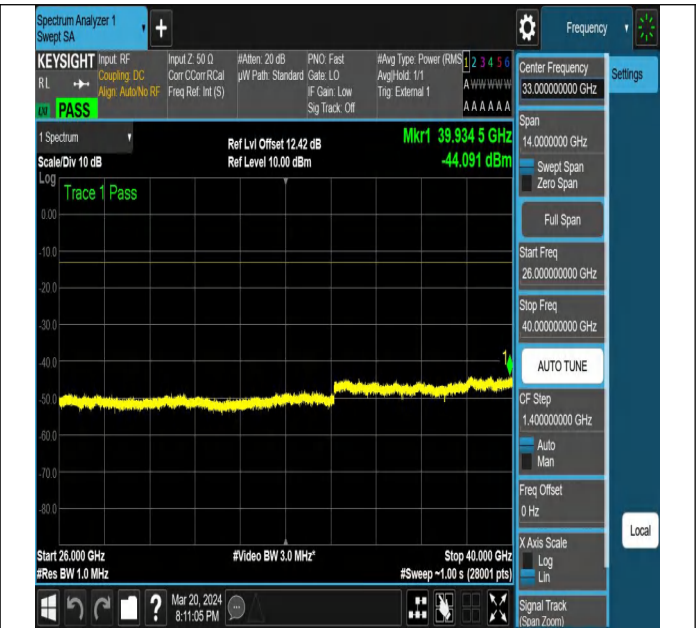 Spectrum Analyzer 1
Swept SA
+
Frequency
KEYSIGHT
RL
PASS
Input: RF
Coupling: DC
Align: Auto/No RF
Input Z: 50 Ω
Corr CCorr RCal
Freq Ref: Int (S)
#Atten: 20 dB
µW Path: Standard
PNO: Fast
Gate: LO
IF Gain: Low
Sig Track: Off
#Avg Type: Power (RMS
Avg|Hold: 1/1
Trig: External 1
1 2 3 4 5 6
A W W W W W
A A A A A A
1 Spectrum
Scale/Div 10 dB
Log
Ref Lvl Offset 12.42 dB
Ref Level 10.00 dBm
Mkr1 39.934 5 GHz
-44.091 dBm
Trace 1 Pass
0.00
-10.0
-20.0
-30.0
-40.0
-50.0
-60.0
-70.0
-80.0
1
Start 26.000 GHz
#Res BW 1.0 MHz
#Video BW 3.0 MHz*
Stop 40.000 GHz
#Sweep ~1.00 s (28001 pts)
Mar 20, 2024
8:11:05 PM
?
Center Frequency
33.000000000 GHz
Settings
Span
14.0000000 GHz
Swept Span
Zero Span
Full Span
Start Freq
26.000000000 GHz
Stop Freq
40.000000000 GHz
AUTO TUNE
CF Step
1.400000000 GHz
Auto
Man
Freq Offset
0 Hz
X Axis Scale
Log
Lin
Local
Signal Track
(Span Zoom)